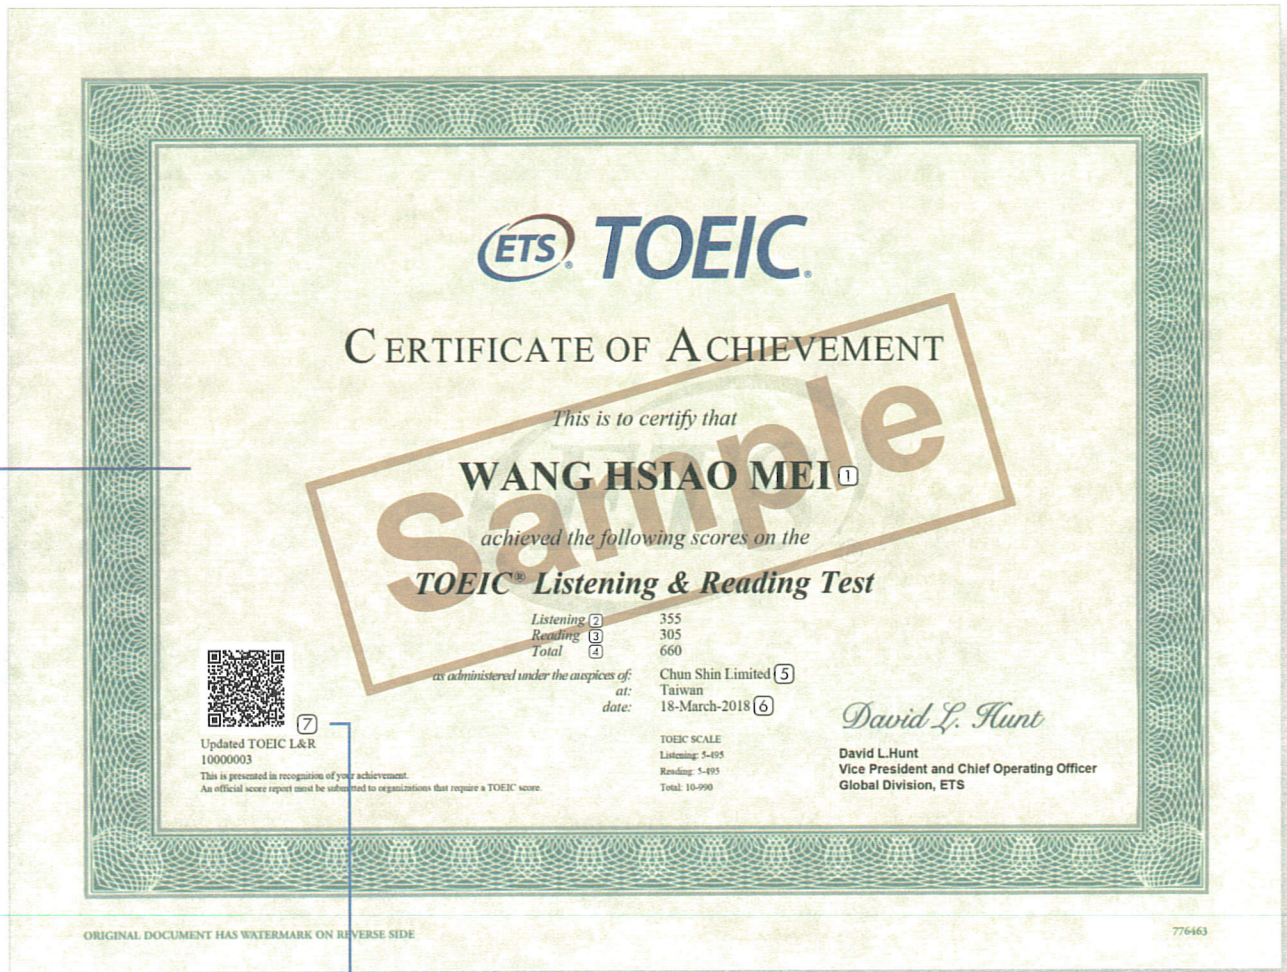 ETS® TOEIC®
CERTIFICATE OF ACHIEVEMENT
This is to certify that
WANG HSIAO MEI 1
achieved the following scores on the
TOEIC® Listening & Reading Test
Listening 2 355
Reading 3 305
Total 4 660
as administered under the auspices of: Chun Shin Limited 5
at: Taiwan
date: 18-March-2018 6
Sample
7
Updated TOEIC L&R
10000003
This is presented in recognition of your achievement.
An official score report must be submitted to organizations that require a TOEIC score.
TOEIC SCALE
Listening: 5-495
Reading: 5-495
Total: 10-990
David L. Hunt
David L.Hunt
Vice President and Chief Operating Officer
Global Division, ETS
ORIGINAL DOCUMENT HAS WATERMARK ON REVERSE SIDE
776463